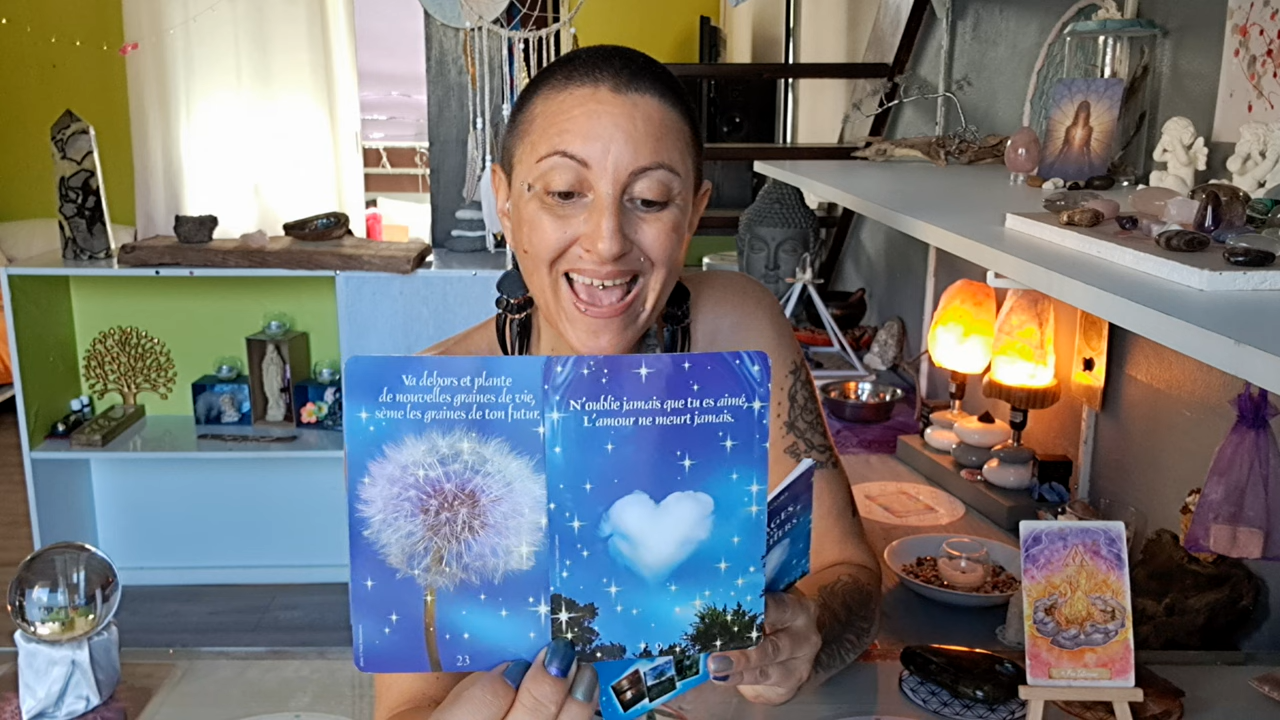 Va dehors et plante
de nouvelles graines de vie,
sème les graines de ton futur.
23
N'oublie jamais que tu es aimé,
L'amour ne meurt jamais.